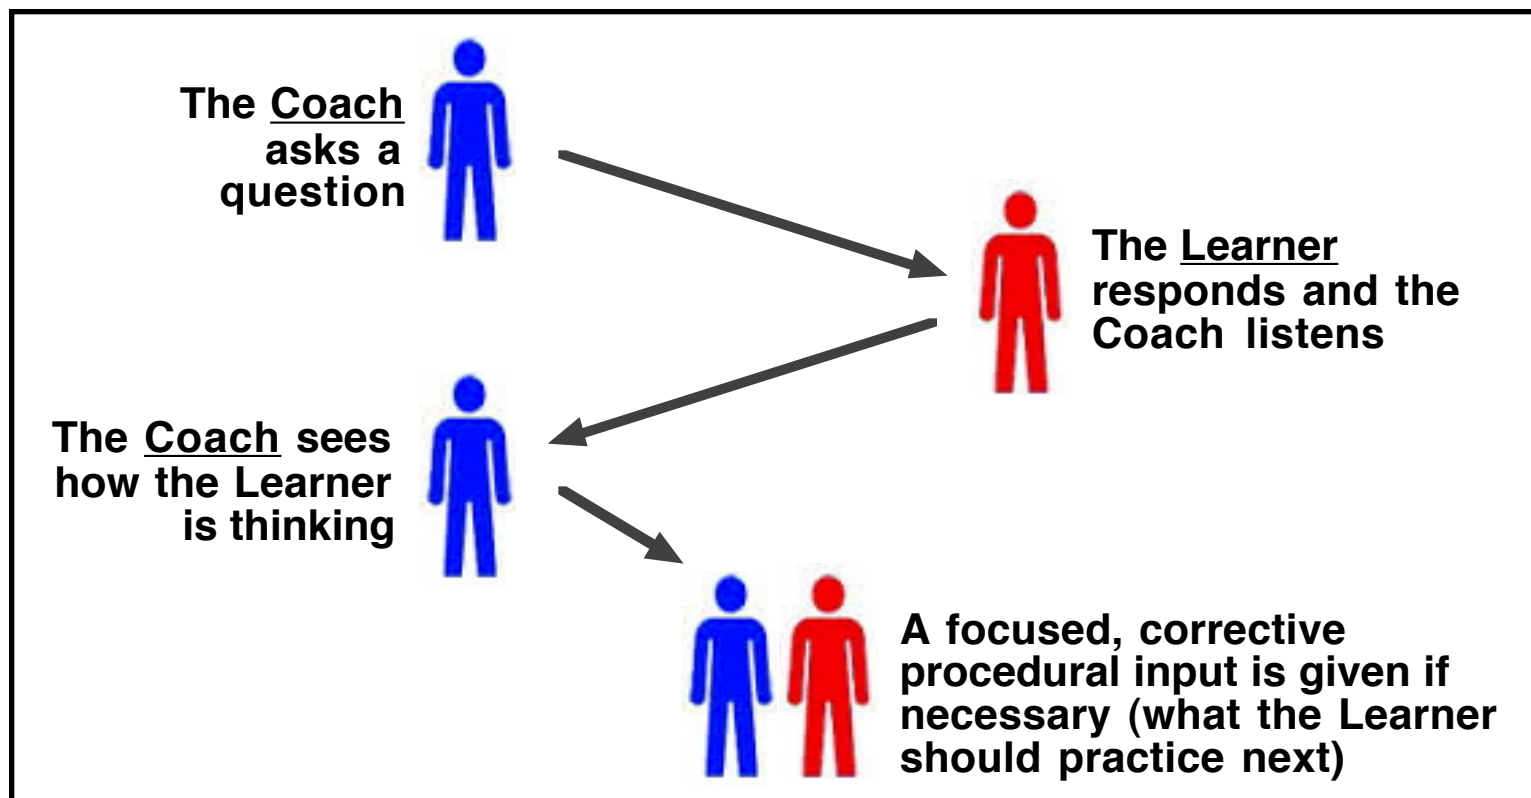 The Coach
asks a
question
The Learner
responds and the
Coach listens
The Coach sees
how the Learner
is thinking
A focused, corrective
procedural input is given if
necessary (what the Learner
should practice next)